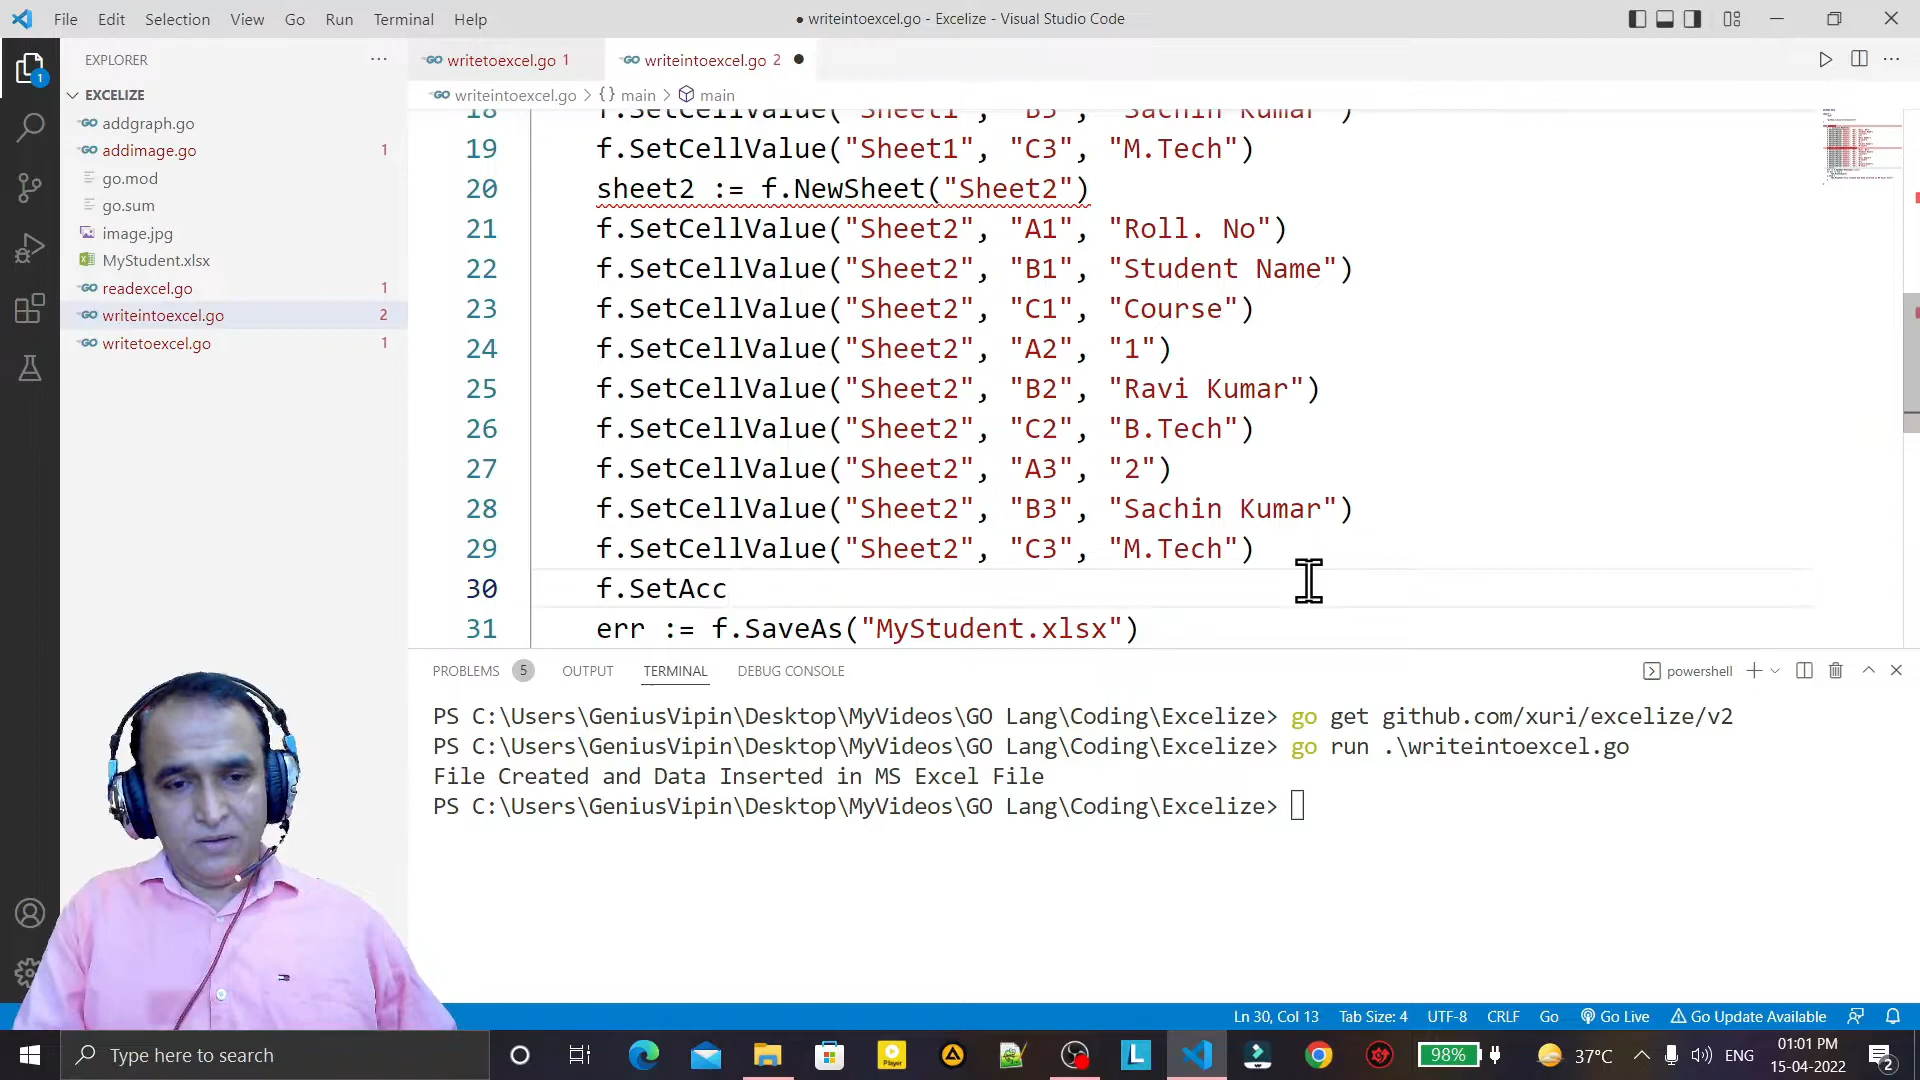 File Edit Selection View Go Run Terminal Help
● writeintoexcel.go - Excelize - Visual Studio Code
EXPLORER
EXCELIZE
addgraph.go
addimage.go 1
go.mod
go.sum
image.jpg
MyStudent.xlsx
readexcel.go 1
writeintoexcel.go 2
writetoexcel.go 1
1
GO writetoexcel.go 1
GO writeintoexcel.go 2 ●
GO writeintoexcel.go > {} main > main
18 f.SetCellValue("Sheet1", "B3", "Sachin Kumar")
19 f.SetCellValue("Sheet1", "C3", "M.Tech")
20 sheet2 := f.NewSheet("Sheet2")
21 f.SetCellValue("Sheet2", "A1", "Roll. No")
22 f.SetCellValue("Sheet2", "B1", "Student Name")
23 f.SetCellValue("Sheet2", "C1", "Course")
24 f.SetCellValue("Sheet2", "A2", "1")
25 f.SetCellValue("Sheet2", "B2", "Ravi Kumar")
26 f.SetCellValue("Sheet2", "C2", "B.Tech")
27 f.SetCellValue("Sheet2", "A3", "2")
28 f.SetCellValue("Sheet2", "B3", "Sachin Kumar")
29 f.SetCellValue("Sheet2", "C3", "M.Tech")
30 f.SetAcc
31 err := f.SaveAs("MyStudent.xlsx")
PROBLEMS 5 OUTPUT TERMINAL DEBUG CONSOLE
powershell
PS C:\Users\GeniusVipin\Desktop\MyVideos\GO Lang\Coding\Excelize> go get github.com/xuri/excelize/v2
PS C:\Users\GeniusVipin\Desktop\MyVideos\GO Lang\Coding\Excelize> go run .\writeintoexcel.go
File Created and Data Inserted in MS Excel File
PS C:\Users\GeniusVipin\Desktop\MyVideos\GO Lang\Coding\Excelize>
Ln 30, Col 13 Tab Size: 4 UTF-8 CRLF Go Go Live Go Update Available
Type here to search
Player
L
98%
37°C
ENG
01:01 PM
15-04-2022
2